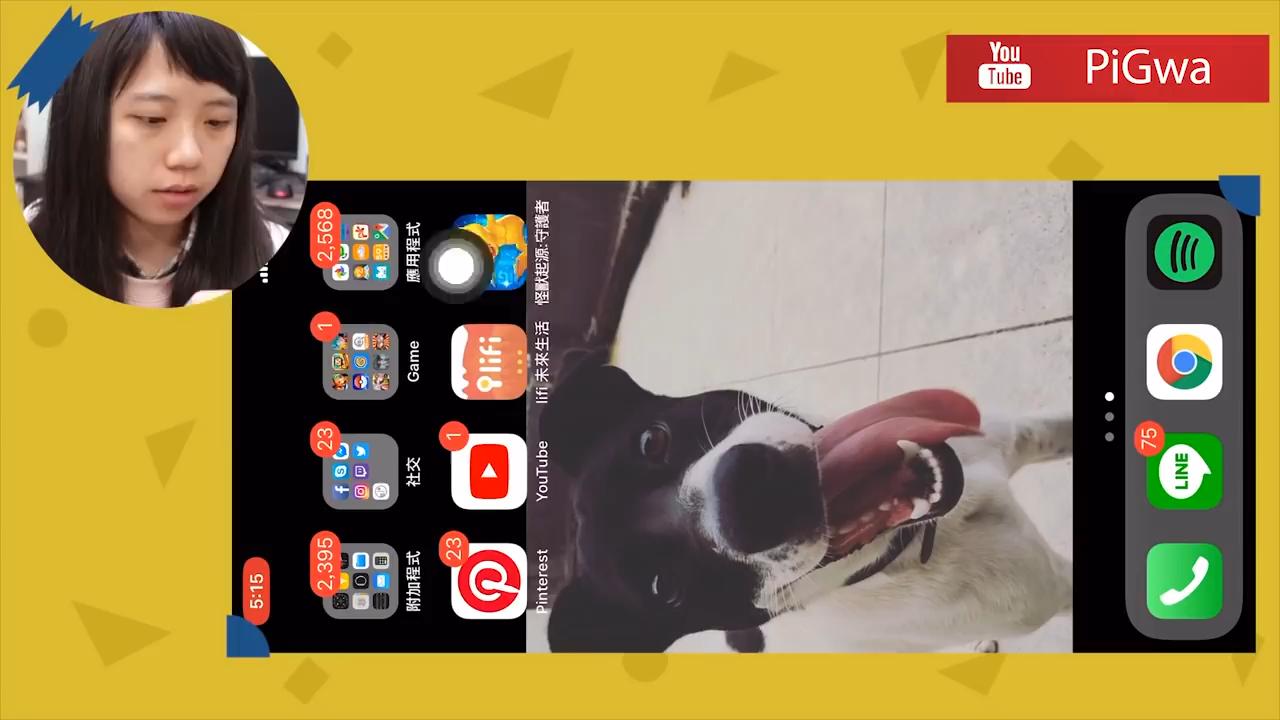 You
Tube
PiGwa
5:15
2,395
23
1
2,568
附加程式
社交
Game
應用程式
23
1
lifi
Pinterest
YouTube
lifi 未來生活
怪獸起源:守護者
75
LINE